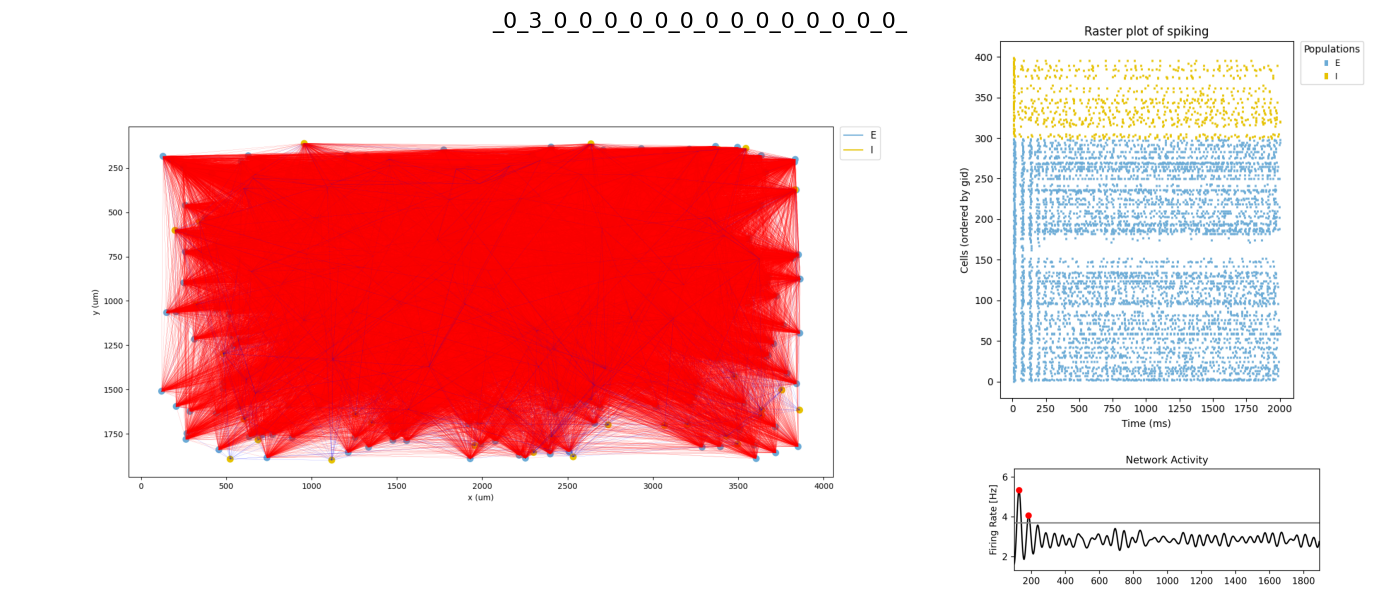 _0_3_0_0_0_0_0_0_0_0_0_0_0_0_0_0_
E
I
250
500
750
1000
1250
1500
1750
y (um)
0 500 1000 1500 2000 2500 3000 3500 4000
x (um)
Raster plot of spiking
Populations
E
I
400
350
300
250
200
150
100
50
0
Cells (ordered by gid)
0 250 500 750 1000 1250 1500 1750 2000
Time (ms)
Network Activity
6
4
2
Firing Rate [Hz]
200 400 600 800 1000 1200 1400 1600 1800